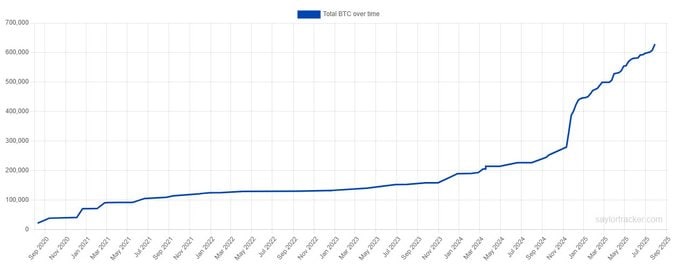 Total BTC over time
700,000
600,000
500,000
400,000
300,000
200,000
100,000
0
Sep 2020
Nov 2020
Jan 2021
Mar 2021
May 2021
Jul 2021
Sep 2021
Nov 2021
Jan 2022
Mar 2022
May 2022
Jul 2022
Sep 2022
Nov 2022
Jan 2023
Mar 2023
May 2023
Jul 2023
Sep 2023
Nov 2023
Jan 2024
Mar 2024
May 2024
Jul 2024
Sep 2024
Nov 2024
Jan 2025
Mar 2025
May 2025
Jul 2025
Sep 2025
saylortracker.com